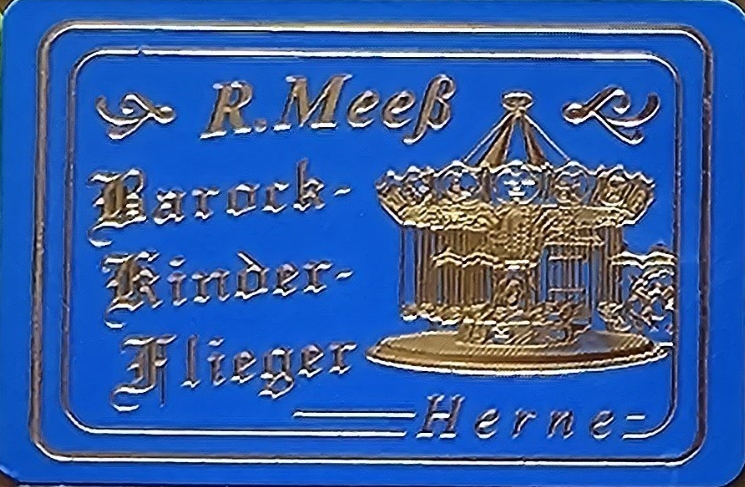 R. Meeß
Barock-
Kinder-
Flieger
Herne